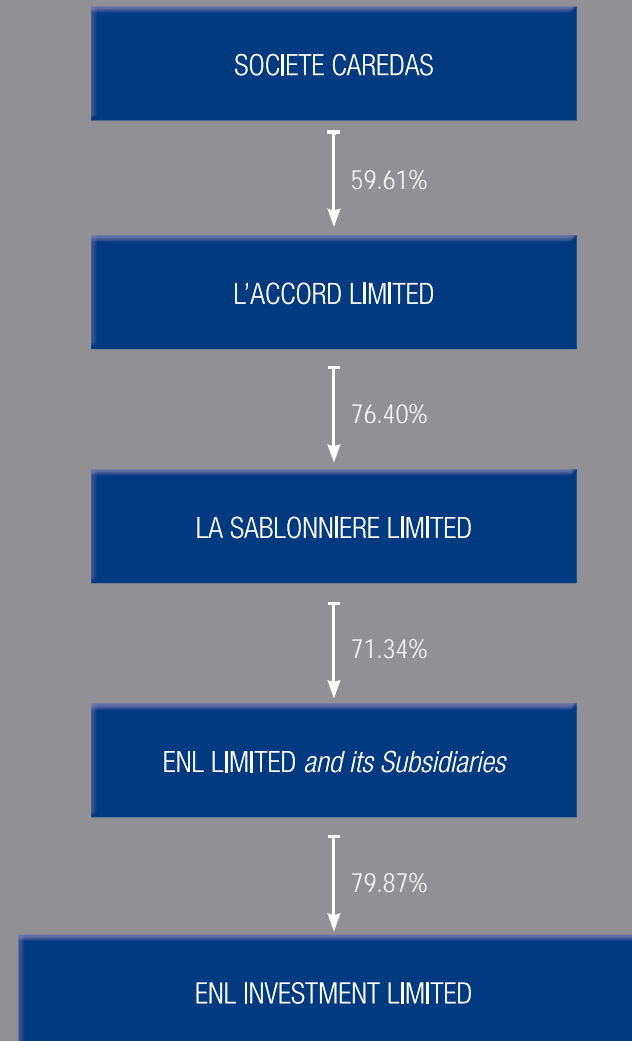 SOCIETE CAREDAS
59.61%
L'ACCORD LIMITED
76.40%
LA SABLONNIERE LIMITED
71.34%
ENL LIMITED and its Subsidiaries
79.87%
ENL INVESTMENT LIMITED